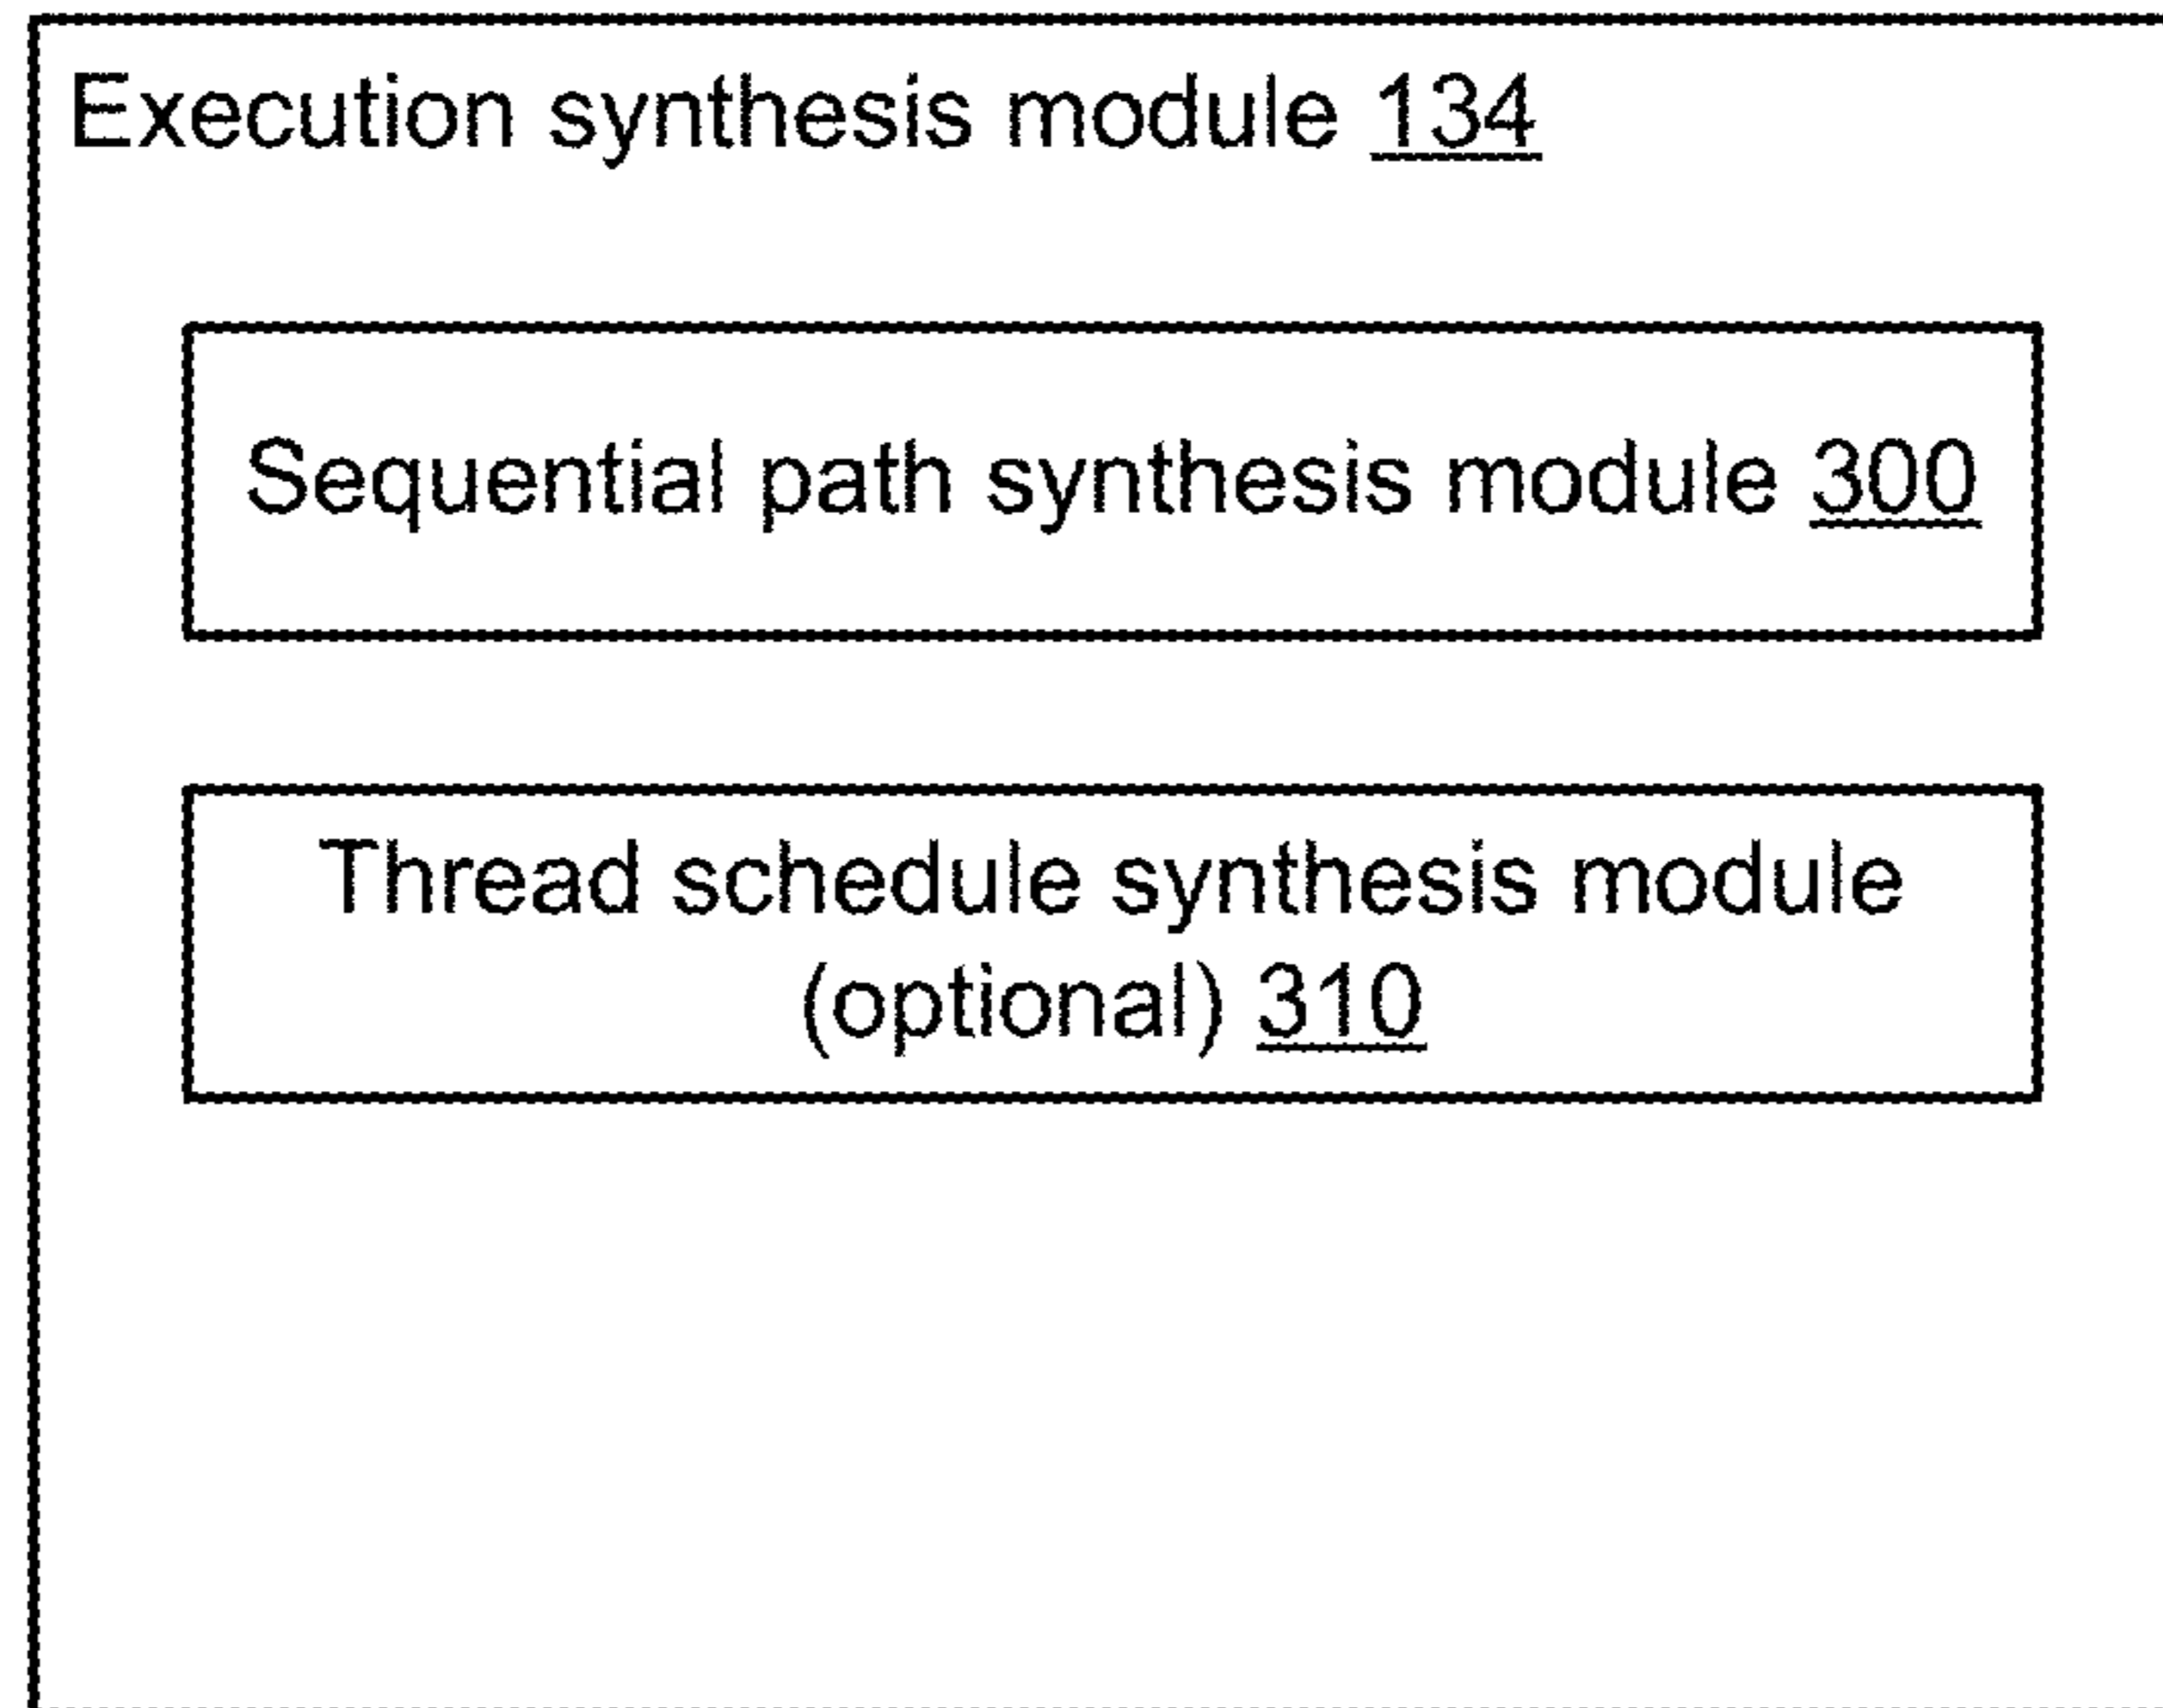 Execution synthesis module 134
Sequential path synthesis module 300
Thread schedule synthesis module
(optional) 310